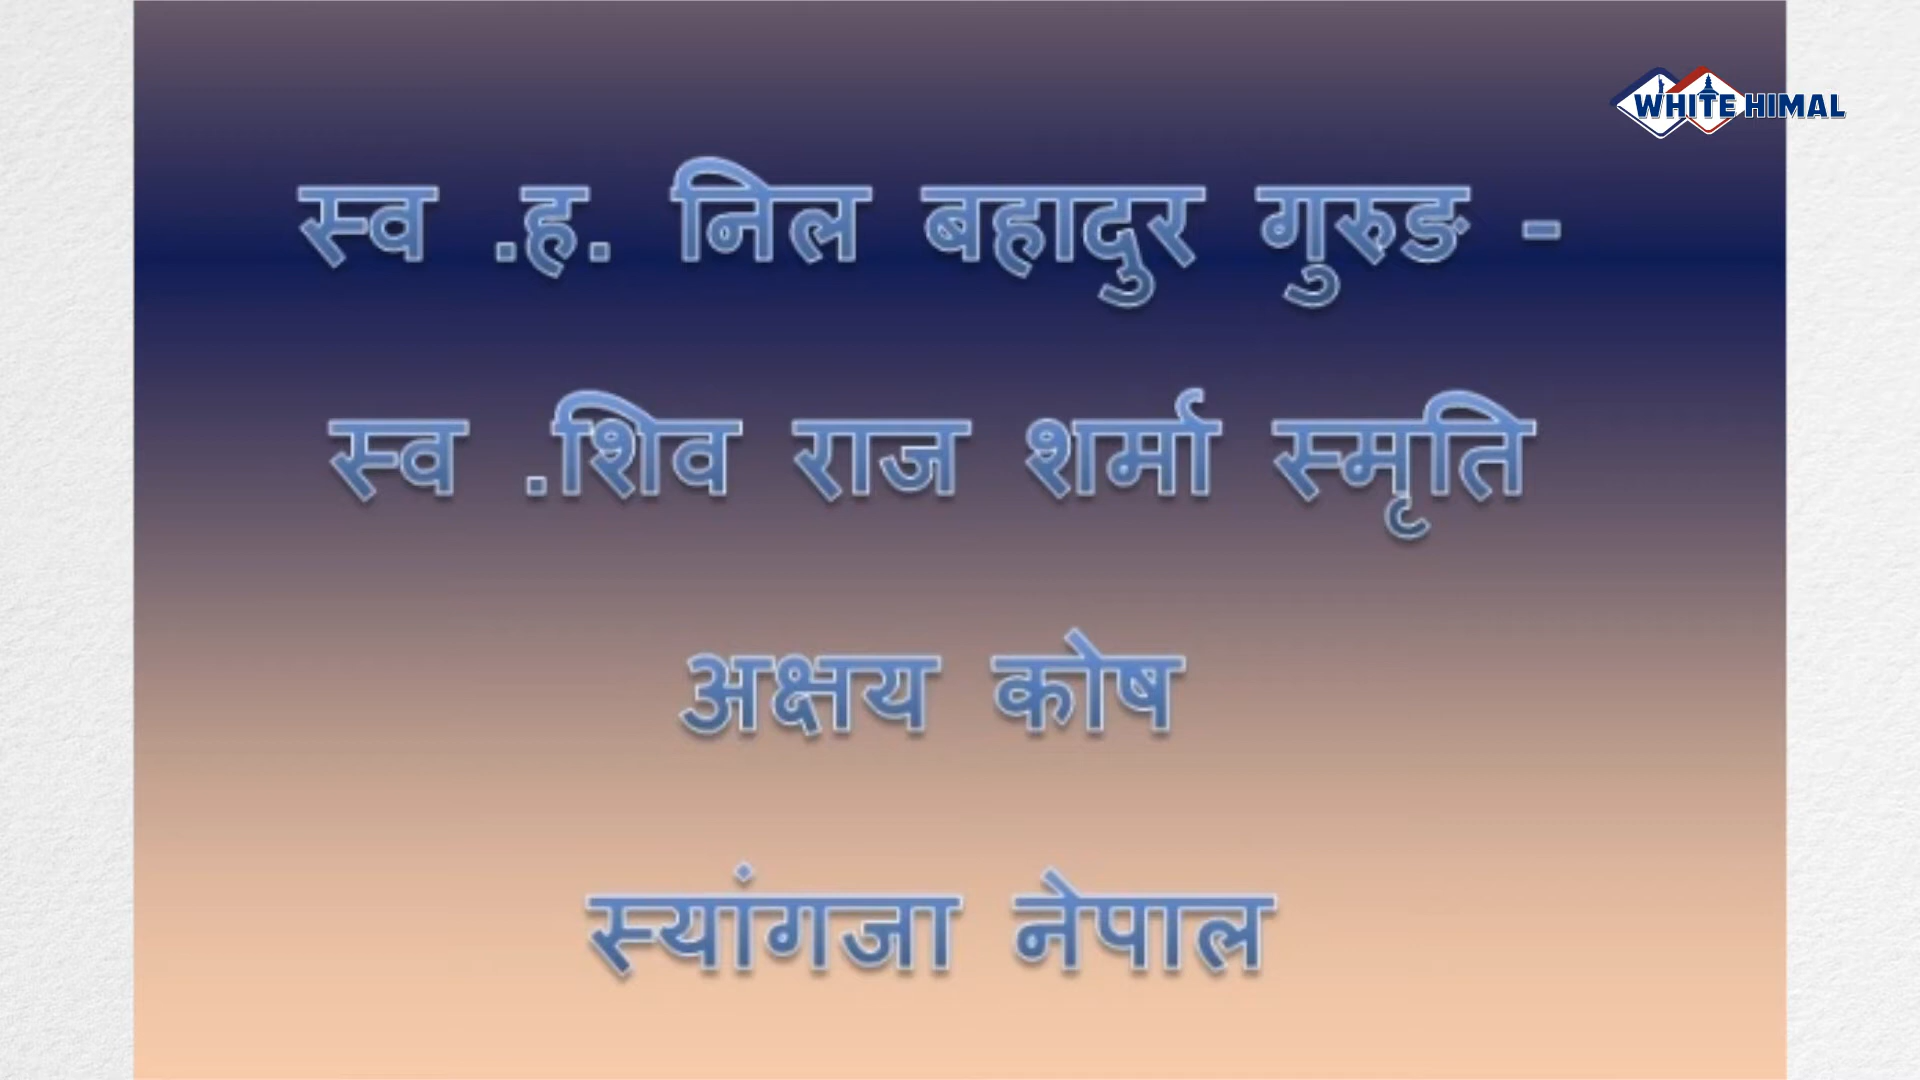 WHITE HIMAL
स्व .ह. निल बहादुर गुरुङ -
स्व .शिव राज शर्मा स्मृति
अक्षय कोष
स्यांगजा नेपाल